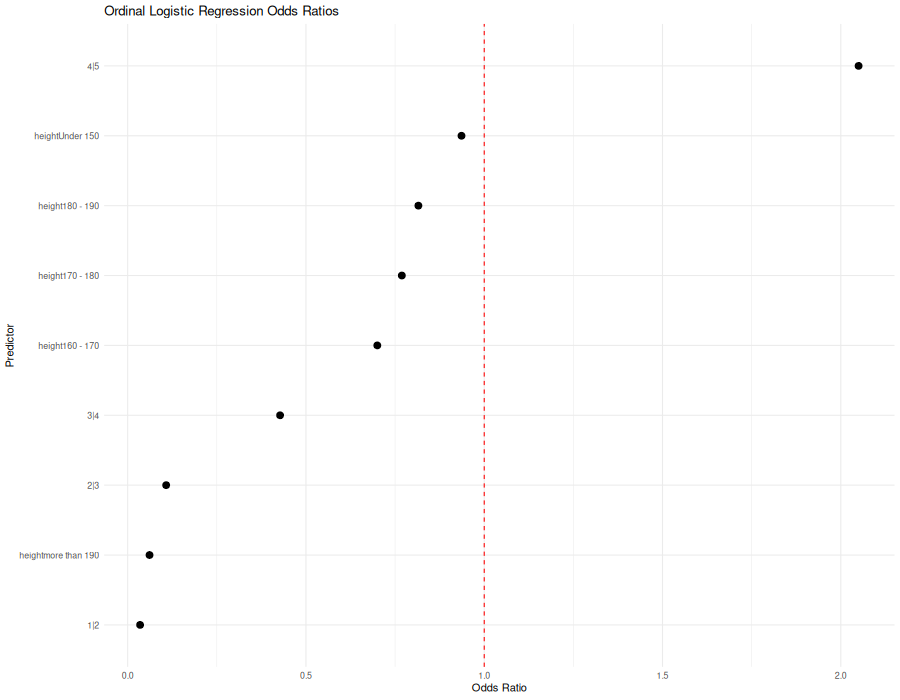 Ordinal Logistic Regression Odds Ratios
Predictor
4|5
heightUnder 150
height180 - 190
height170 - 180
height160 - 170
3|4
2|3
heightmore than 190
1|2
0.0 0.5 1.0 1.5 2.0
Odds Ratio